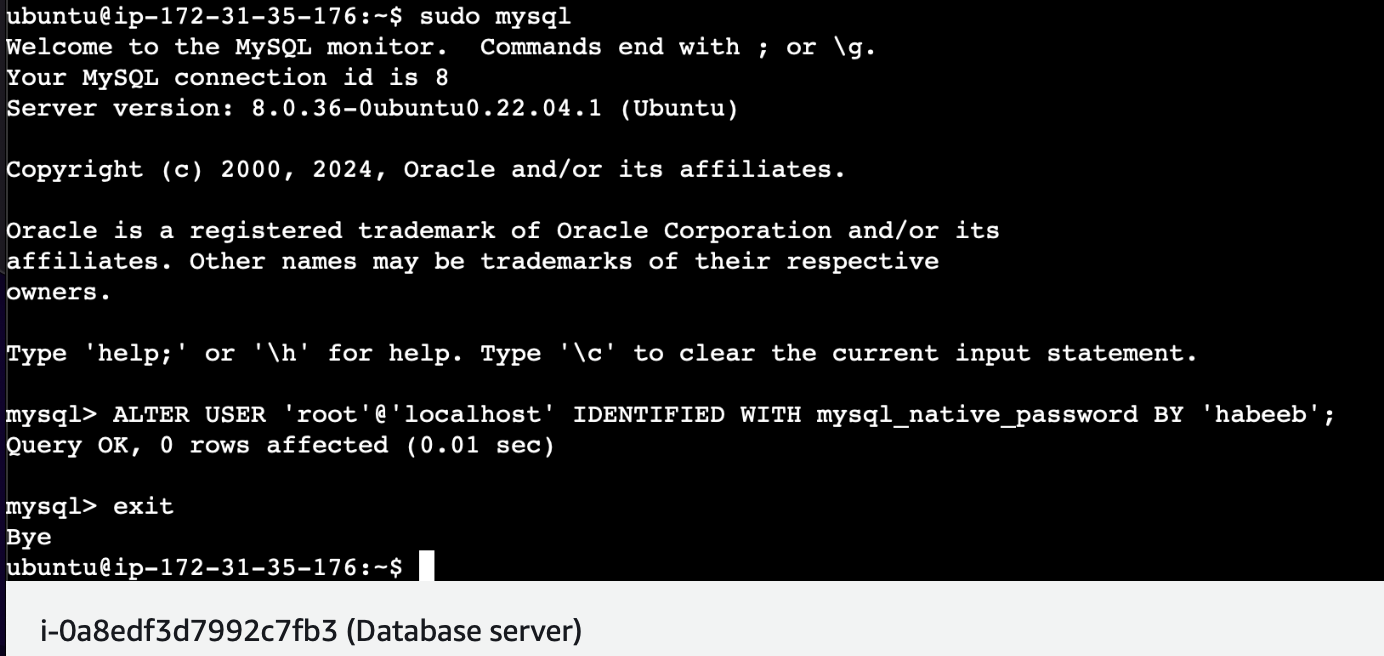 ubuntu@ip-172-31-35-176:~$ sudo mysql
Welcome to the MySQL monitor.  Commands end with ; or \g.
Your MySQL connection id is 8
Server version: 8.0.36-0ubuntu0.22.04.1 (Ubuntu)
Copyright (c) 2000, 2024, Oracle and/or its affiliates.
Oracle is a registered trademark of Oracle Corporation and/or its
affiliates. Other names may be trademarks of their respective
owners.
Type 'help;' or '\h' for help. Type '\c' to clear the current input statement.
mysql> ALTER USER 'root'@'localhost' IDENTIFIED WITH mysql_native_password BY 'habeeb';
Query OK, 0 rows affected (0.01 sec)
mysql> exit
Bye
ubuntu@ip-172-31-35-176:~$
i-0a8edf3d7992c7fb3 (Database server)